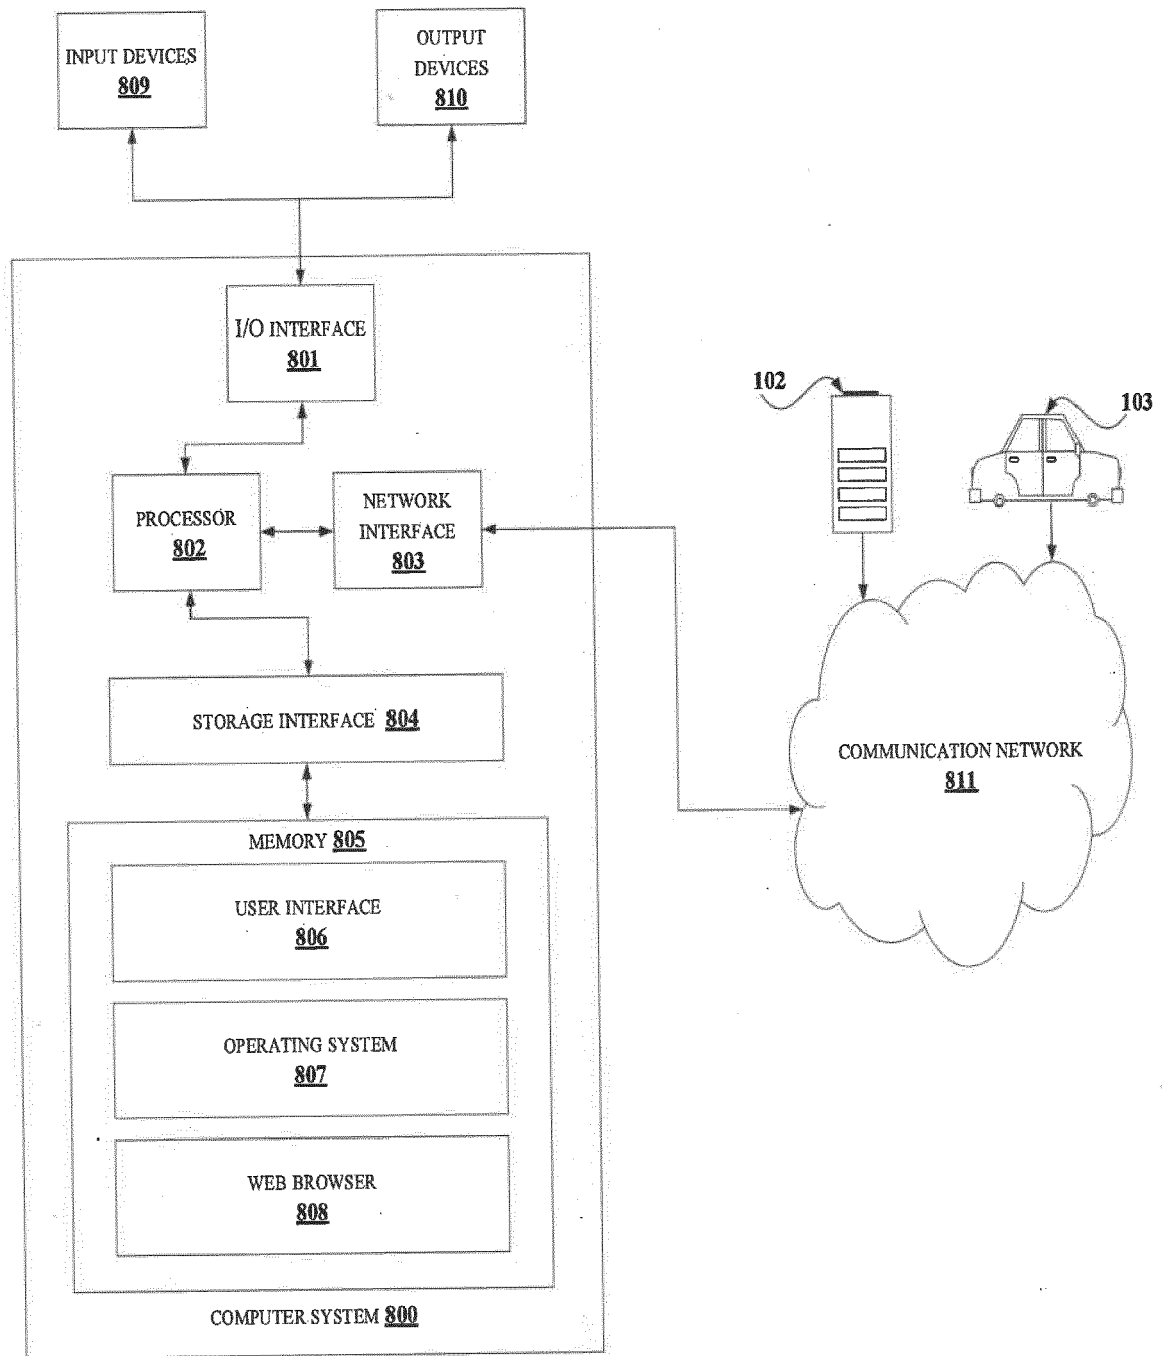 INPUT DEVICES
809
OUTPUT
DEVICES
810
I/O INTERFACE
801
PROCESSOR
802
NETWORK
INTERFACE
803
STORAGE INTERFACE 804
MEMORY 805
USER INTERFACE
806
OPERATING SYSTEM
807
WEB BROWSER
808
COMPUTER SYSTEM 800
102
103
COMMUNICATION NETWORK
811